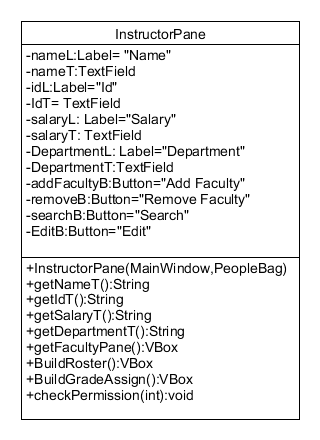 InstructorPane
-nameL:Label= "Name"
-nameT:TextField
-idL:Label="Id"
-IdT= TextField
-salaryL: Label="Salary"
-salaryT: TextField
-DepartmentL: Label="Department"
-DepartmentT:TextField
-addFacultyB:Button="Add Faculty"
-removeB:Button="Remove Faculty"
-searchB:Button="Search"
-EditB:Button="Edit"
+InstructorPane(MainWindow,PeopleBag)
+getNameT():String
+getIdT():String
+getSalaryT():String
+getDepartmentT():String
+getFacultyPane():VBox
+BuildRoster():VBox
+BuildGradeAssign():VBox
+checkPermission(int):void